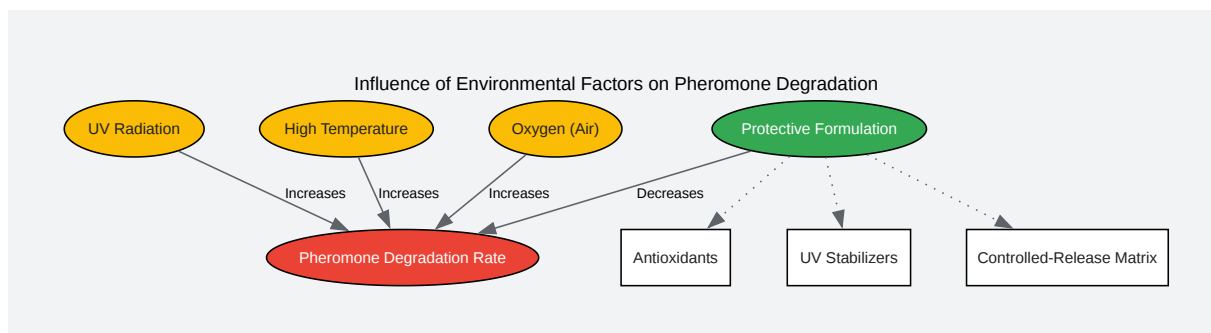 Influence of Environmental Factors on Pheromone Degradation
UV Radiation
High Temperature
Oxygen (Air)
Protective Formulation
Increases
Increases
Increases
Decreases
Pheromone Degradation Rate
Antioxidants
UV Stabilizers
Controlled-Release Matrix